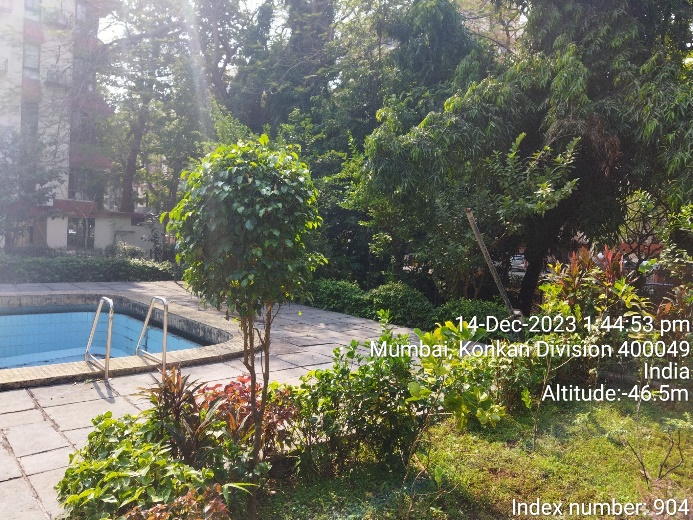 14-Dec-2023 1:44:53 pm
Mumbai, Konkan Division 400049
India
Altitude:-46.5m
Index number: 904